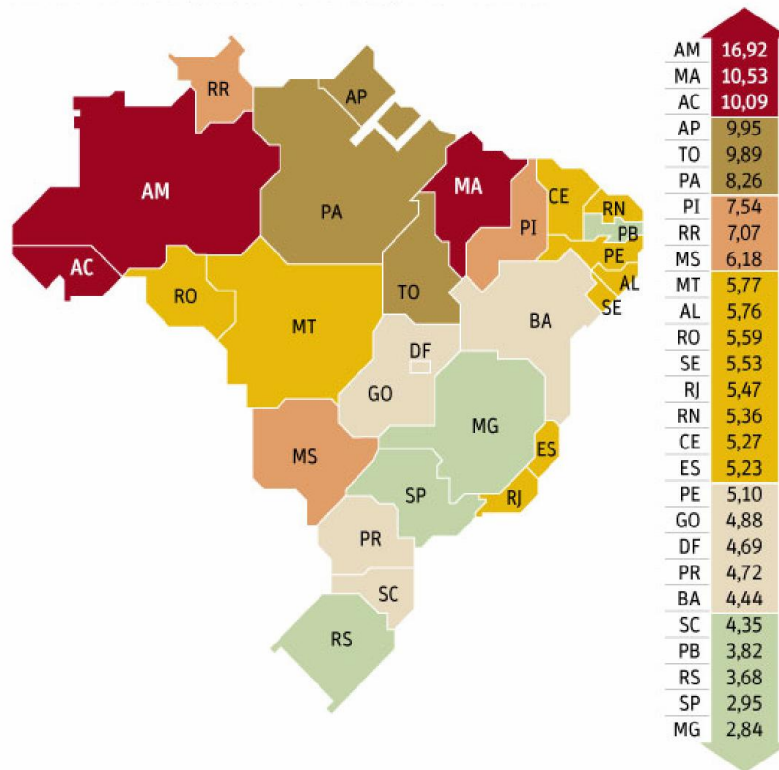 RR
AP
AM
PA
MA
CE
RN
PI
PB
PE
AL
SE
AC
RO
TO
MT
BA
DF
GO
MG
ES
MS
SP
RJ
PR
SC
RS
AM 16,92
MA 10,53
AC 10,09
AP 9,95
TO 9,89
PA 8,26
PI 7,54
RR 7,07
MS 6,18
MT 5,77
AL 5,76
RO 5,59
SE 5,53
RJ 5,47
RN 5,36
CE 5,27
ES 5,23
PE 5,10
GO 4,88
DF 4,69
PR 4,72
BA 4,44
SC 4,35
PB 3,82
RS 3,68
SP 2,95
MG 2,84